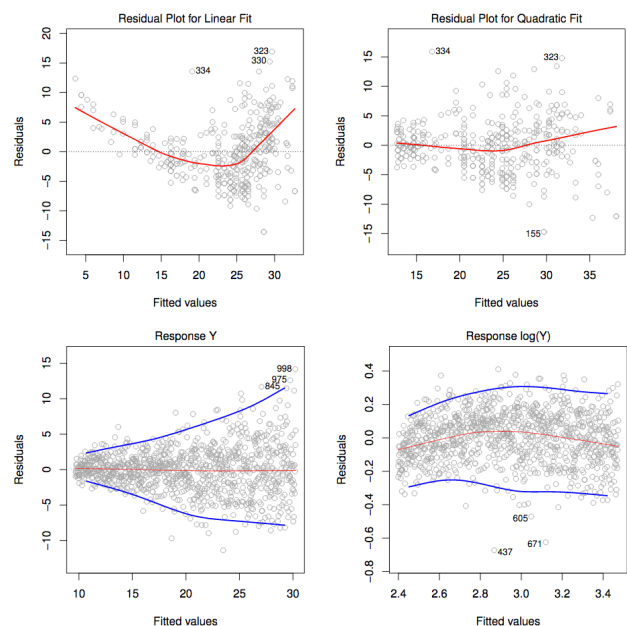 Residual Plot for Linear Fit
Residuals
20
15
10
5
0
−5
−10
−15
323
330
334
5 10 15 20 25 30
Fitted values
Residual Plot for Quadratic Fit
Residuals
15
10
5
0
−5
−10
−15
334
323
155
15 20 25 30 35
Fitted values
Response Y
Residuals
15
10
5
0
−10
998
975
845
10 15 20 25 30
Fitted values
Response log(Y)
Residuals
0.4
0.2
0.0
−0.2
−0.4
−0.6
−0.8
605
437
671
2.4 2.6 2.8 3.0 3.2 3.4
Fitted values